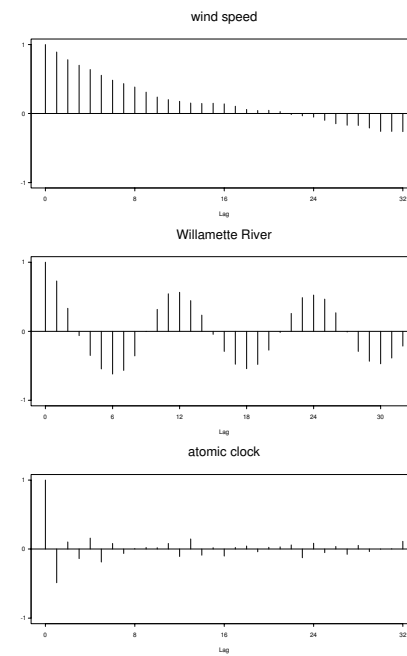 wind speed
1
0
-1
0 8 16 24 32
Lag
Willamette River
1
0
-1
0 6 12 18 24 30
Lag
atomic clock
1
0
-1
0 8 16 24 32
Lag